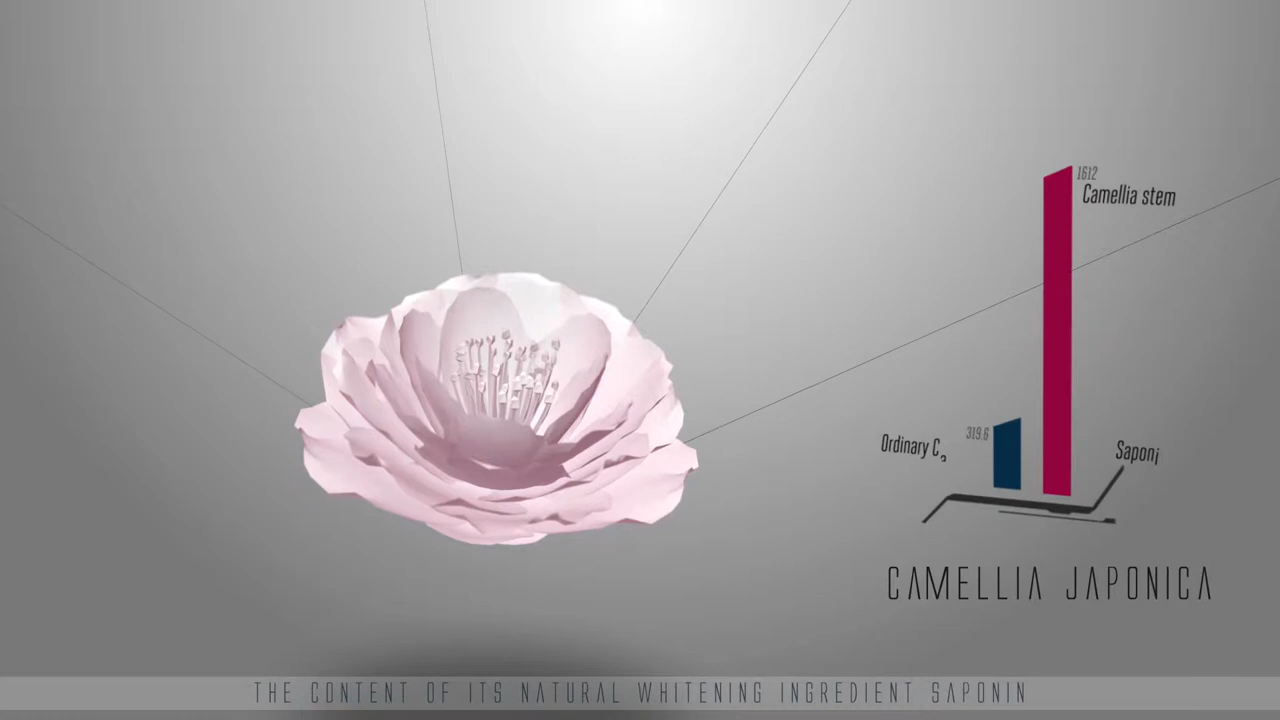 1612
Camellia stem
319.6
Ordinary C
Saponi
CAMELLIA JAPONICA
THE CONTENT OF ITS NATURAL WHITENING INGREDIENT SAPONIN